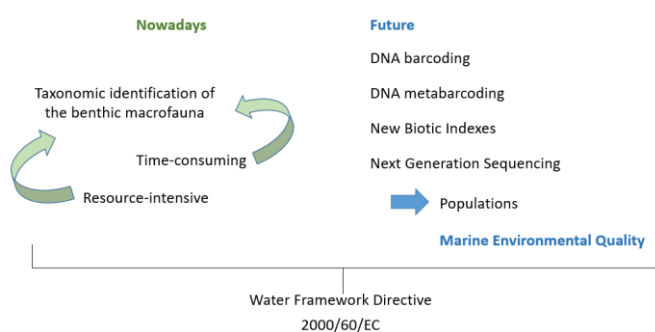 Nowadays
Taxonomic identification of
the benthic macrofauna
Time-consuming
Resource-intensive
Future
DNA barcoding
DNA metabarcoding
New Biotic Indexes
Next Generation Sequencing
Populations
Marine Environmental Quality
Water Framework Directive
2000/60/EC